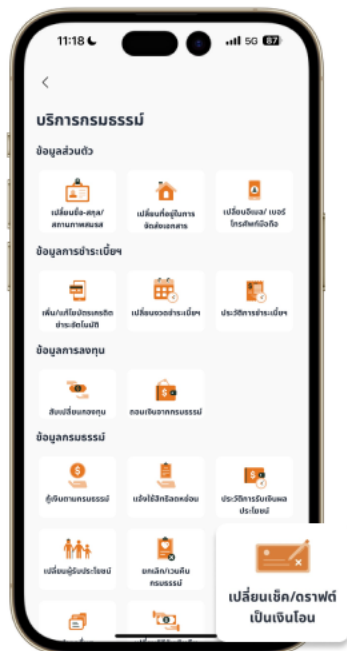 11:18
5G 87
บริการกรมธรรม์
ข้อมูลส่วนตัว
เปลี่ยนชื่อ-สกุล/
สถานภาพสมรส
เปลี่ยนที่อยู่ในการ
จัดส่งเอกสาร
เปลี่ยนอีเมล/ เบอร์
โทรศัพท์มือถือ
ข้อมูลการชำระเบี้ยฯ
เพิ่ม/แก้ไขบัตรเครดิต
ชำระอัตโนมัติ
เปลี่ยนงวดชำระเบี้ยฯ
ประวัติการชำระเบี้ยฯ
ข้อมูลการลงทุน
สับเปลี่ยนกองทุน
ถอนเงินจากกรมธรรม์
ข้อมูลกรมธรรม์
กู้เงินตามกรมธรรม์
แจ้งใช้สิทธิลดหย่อน
ประวัติการรับเงินผล
ประโยชน์
เปลี่ยนผู้รับประโยชน์
ยกเลิก/เวนคืน
กรมธรรม์
เปลี่ยนเช็ค/ดราฟต์
เป็นเงินโอน